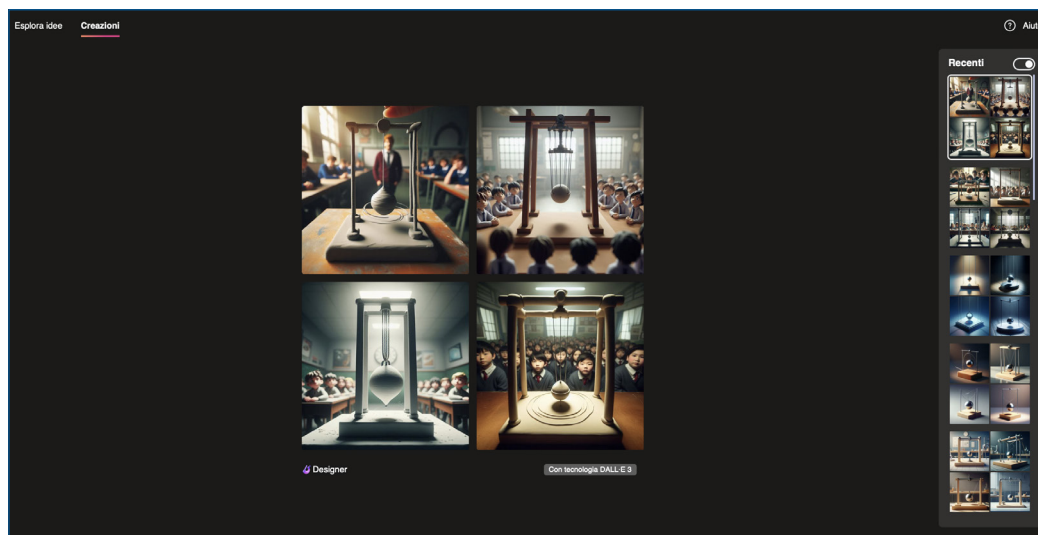 Esplora idee
Creazioni
Aiut
Recenti
Designer
Con tecnologia DALL·E 3